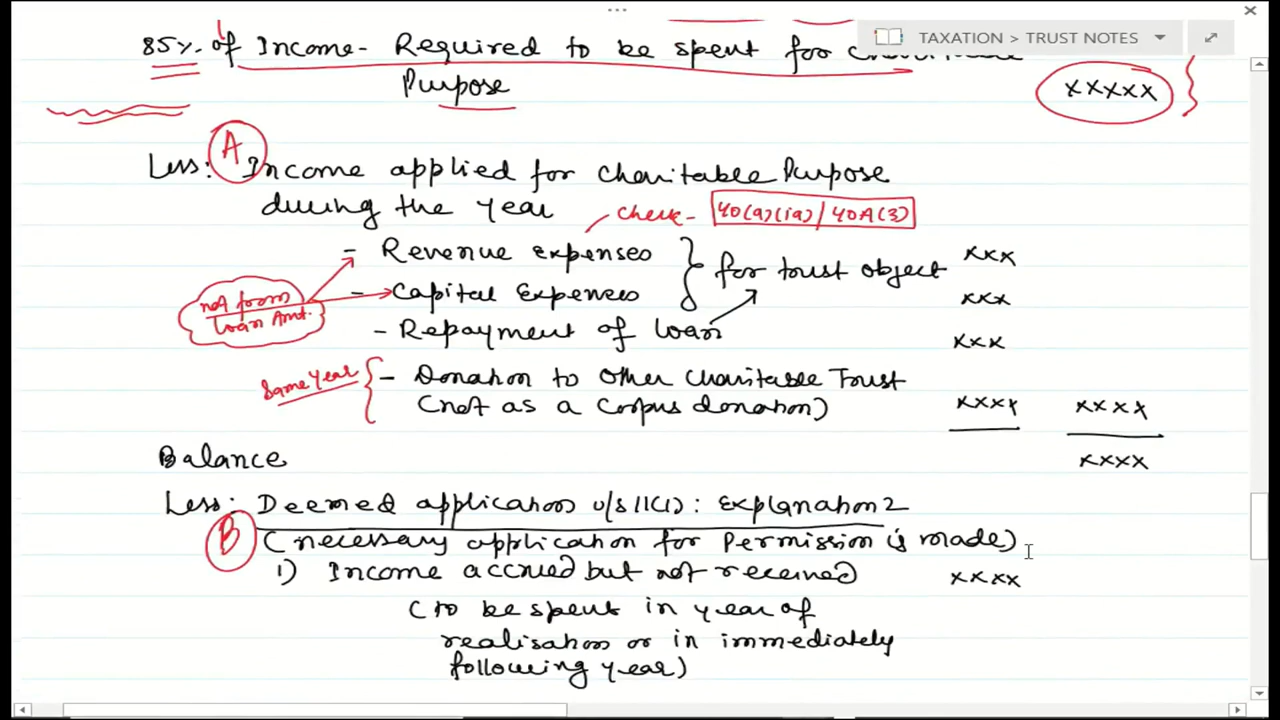 TAXATION > TRUST NOTES
85% of Income - Required to be spent for
Purpose
xxxxx
A
Less: Income applied for charitable Purpose
during the year
check - 40(a)(ia) / 40A(3)
- Revenue expenses
xxx
not from loan Amt.
- Capital Expenses
for trust object
xxx
- Repayment of loan
xxx
Same Year
- Donation to other charitable Trust
(not as a corpus donation)
xxxx xxxx
Balance
xxxx
Less: Deemed application u/s 11(1): Explanation 2
B
(necessary application for Permission is made)
1) Income accrued but not received
xxxx
(to be spent in year of
realisation or in immediately
following year)